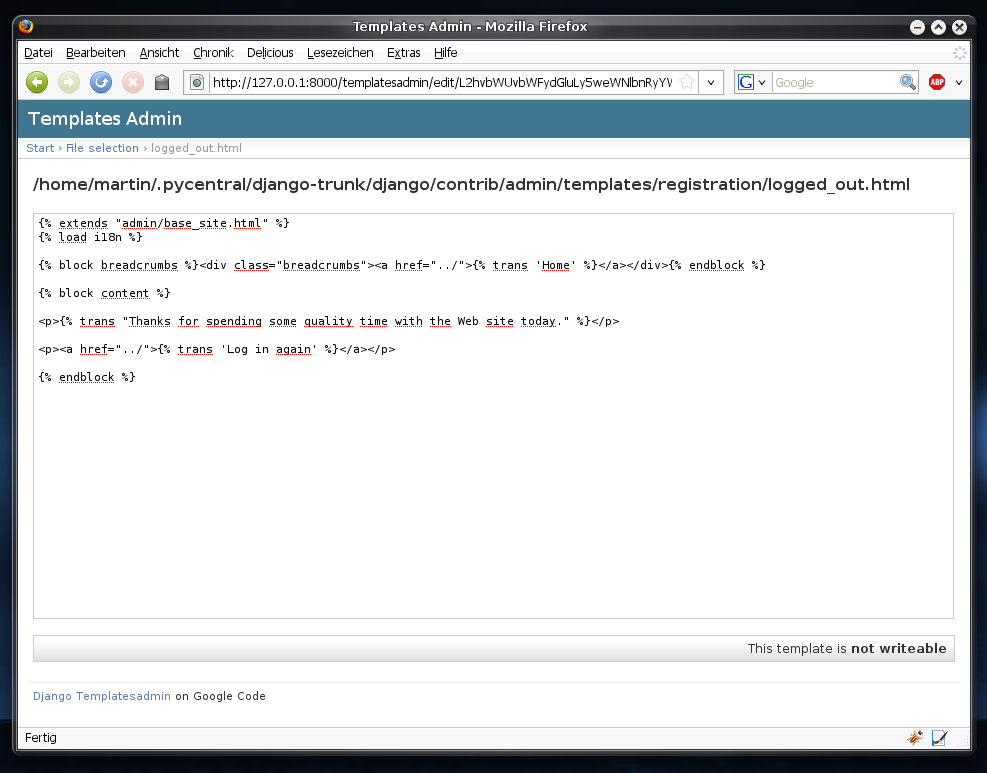 Templates Admin - Mozilla Firefox
Datei Bearbeiten Ansicht Chronik Delicious Lesezeichen Extras Hilfe
http://127.0.0.1:8000/templatesadmin/edit/L2hvbWUvbWFydGluLy5weWNlbnRyYW Google ABP
Templates Admin
Start › File selection › logged_out.html
/home/martin/.pycentral/django-trunk/django/contrib/admin/templates/registration/logged_out.html
{% extends "admin/base_site.html" %}
{% load i18n %}
{% block breadcrumbs %}<div class="breadcrumbs"><a href="../">{% trans 'Home' %}</a></div>{% endblock %}
{% block content %}
<p>{% trans "Thanks for spending some quality time with the Web site today." %}</p>
<p><a href="../">{% trans 'Log in again' %}</a></p>
{% endblock %}
This template is not writeable
Django Templatesadmin on Google Code
Fertig